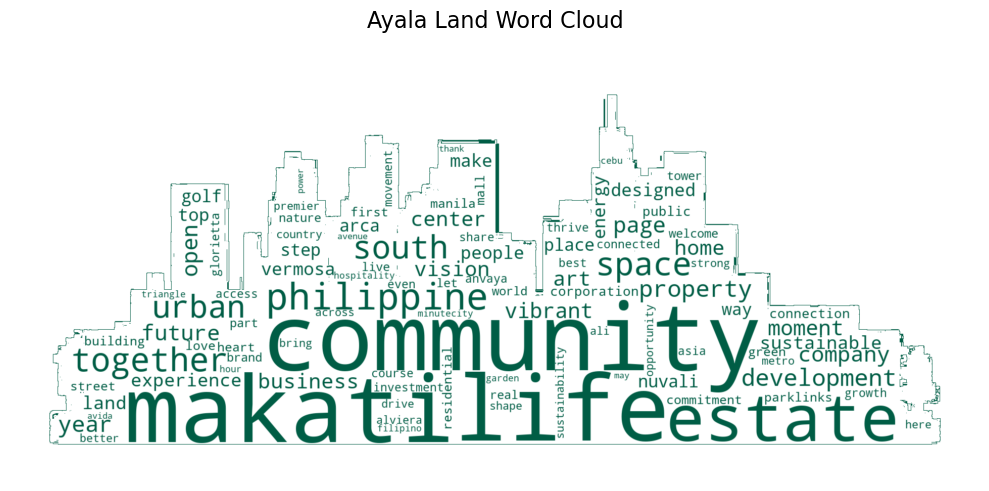 Ayala Land Word Cloud
cebu
thank
make
tower
power
movement
mall
energy
designed
golf
premier
first
manila
public
top
nature
arca
center
page
open
glorietta
country
avenue
share
thrive
welcome
step
south
people
place
connected
home
vermosa
live
vision
best
space
strong
hospitality
art
triangle
access
even
let
anvaya
world
corporation
property
urban
philippine
across
minutecity
vibrant
way
connection
part
future
community
ali
opportunity
moment
building
love
heart
bring
sustainable
together
brand
asia
green
company
hour
metro
experience
business
course
residential
garden
sustainability
may
nuvali
development
street
investment
real
commitment
parklinks
growth
land
makati
life
drive
shape
estate
avida
year
alviera
here
better
filipino